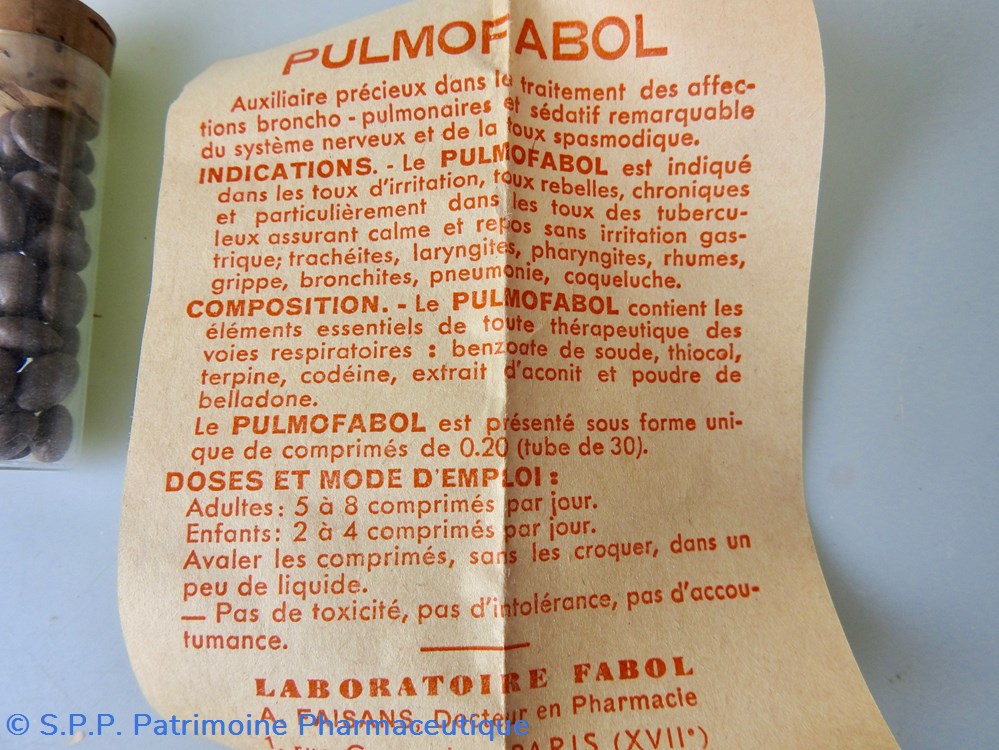 PULMOFABOL
Auxiliaire précieux dans le traitement des affec-
tions broncho - pulmonaires et sédatif remarquable
du système nerveux et de la toux spasmodique.
INDICATIONS. - Le PULMOFABOL est indiqué
dans les toux d'irritation, toux rebelles, chroniques
et particulièrement dans les toux des tubercu-
leux assurant calme et repos sans irritation gas-
trique; trachéites, laryngites, pharyngites, rhumes,
grippe, bronchites, pneumonie, coqueluche.
COMPOSITION. - Le PULMOFABOL contient les
éléments essentiels de toute thérapeutique des
voies respiratoires : benzoate de soude, thiocol,
terpine, codéine, extrait d'aconit et poudre de
belladone.
Le PULMOFABOL est présenté sous forme uni-
que de comprimés de 0.20 (tube de 30).
DOSES ET MODE D'EMPLOI :
Adultes: 5 à 8 comprimés par jour.
Enfants: 2 à 4 comprimés par jour.
Avaler les comprimés, sans les croquer, dans un
peu de liquide.
— Pas de toxicité, pas d'intolérance, pas d'accou-
tumance.
LABORATOIRE FABOL
A. FAISANS, Docteur en Pharmacie
PARIS (XVIIe)
© S.P.P. Patrimoine Pharmaceutique